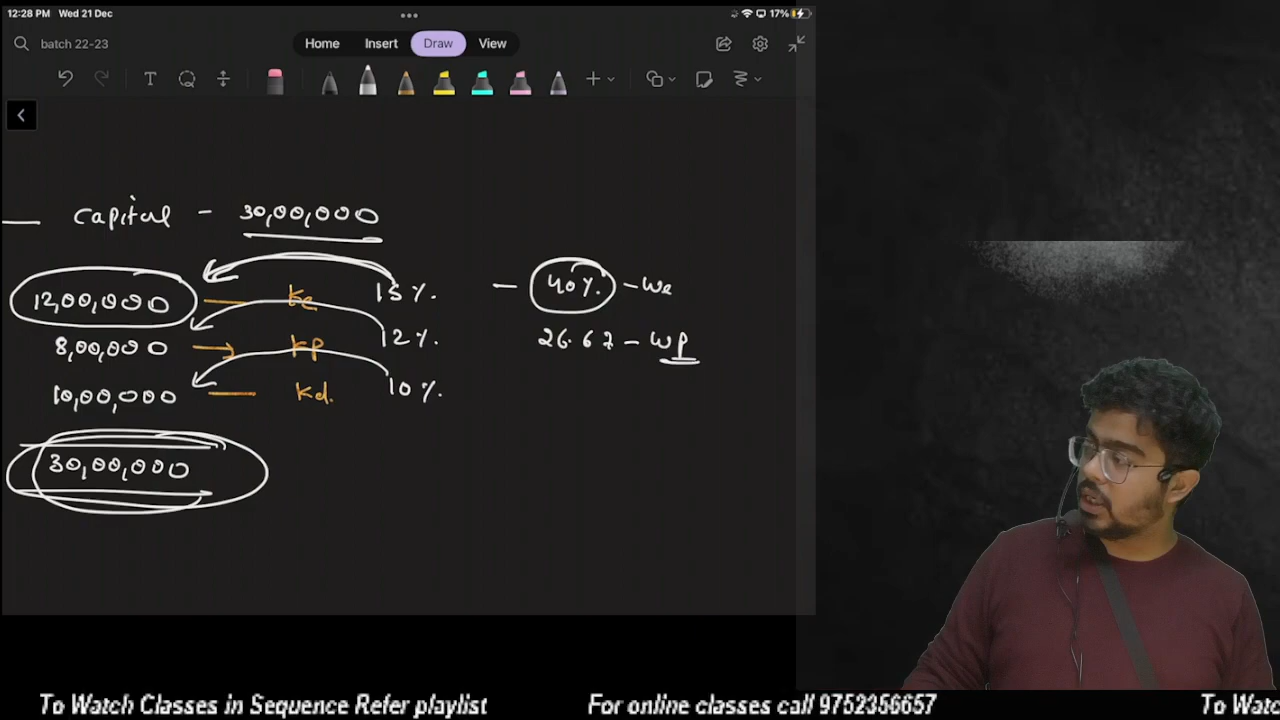 12:28 PM Wed 21 Dec
17%
batch 22-23
Home Insert Draw View
Capital - 30,00,000
12,00,000 Ke 15%. - 40%. - We
8,00,000 Kp 12%. 26.67 - Wp
10,00,000 Kd. 10%.
30,00,000
To Watch Classes in Sequence Refer playlist For online classes call 9752356657 To Watc